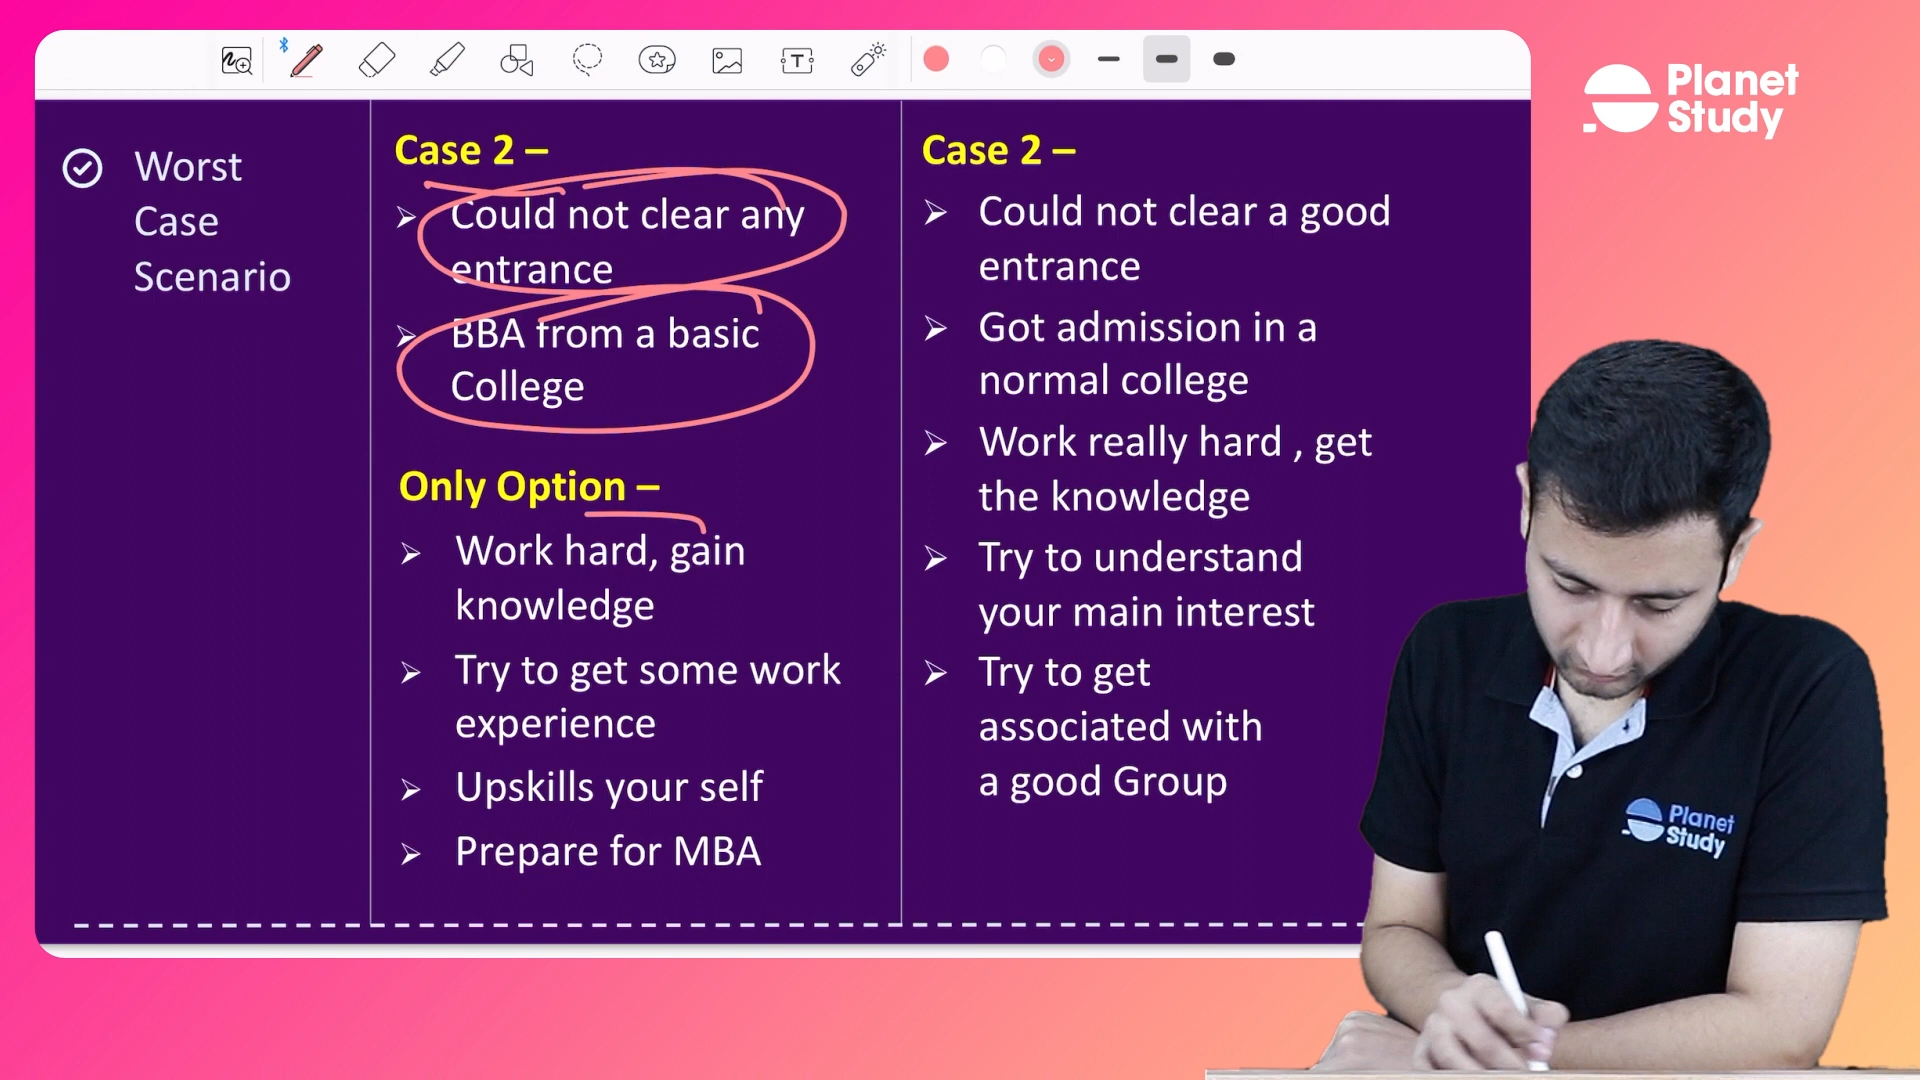 Planet
Study
Worst
Case
Scenario
Case 2 –
Could not clear any
entrance
BBA from a basic
College
Only Option –
Work hard, gain
knowledge
Try to get some work
experience
Upskills your self
Prepare for MBA
Case 2 –
Could not clear a good
entrance
Got admission in a
normal college
Work really hard , get
the knowledge
Try to understand
your main interest
Try to get
associated with
a good Group
Planet
Study
T